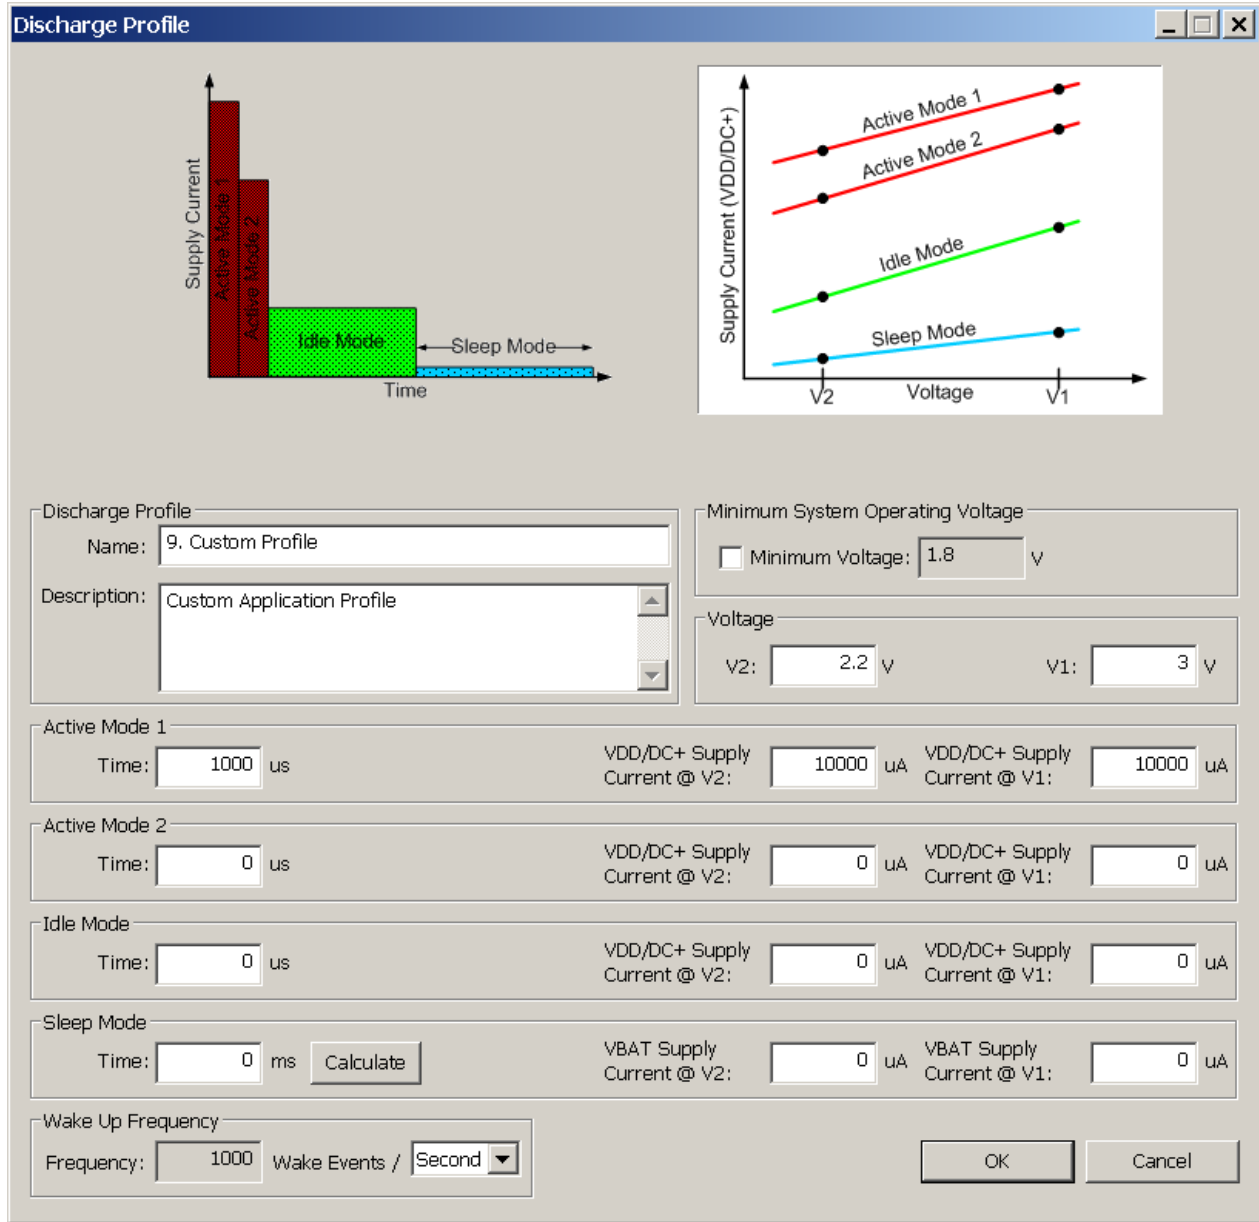 Discharge Profile
Supply Current
Active Mode 1
Active Mode 2
Idle Mode
Sleep Mode
Time
Supply Current (VDD/DC+)
Active Mode 1
Active Mode 2
Idle Mode
Sleep Mode
V2
Voltage
V1
Discharge Profile
Name:
9. Custom Profile
Description:
Custom Application Profile
Minimum System Operating Voltage
Minimum Voltage: 1.8 V
Voltage
V2: 2.2 V
V1: 3 V
Active Mode 1
Time: 1000 us
VDD/DC+ Supply
Current @ V2:
10000 uA
VDD/DC+ Supply
Current @ V1:
10000 uA
Active Mode 2
Time: 0 us
VDD/DC+ Supply
Current @ V2:
0 uA
VDD/DC+ Supply
Current @ V1:
0 uA
Idle Mode
Time: 0 us
VDD/DC+ Supply
Current @ V2:
0 uA
VDD/DC+ Supply
Current @ V1:
0 uA
Sleep Mode
Time: 0 ms
Calculate
VBAT Supply
Current @ V2:
0 uA
VBAT Supply
Current @ V1:
0 uA
Wake Up Frequency
Frequency: 1000 Wake Events / Second
OK
Cancel